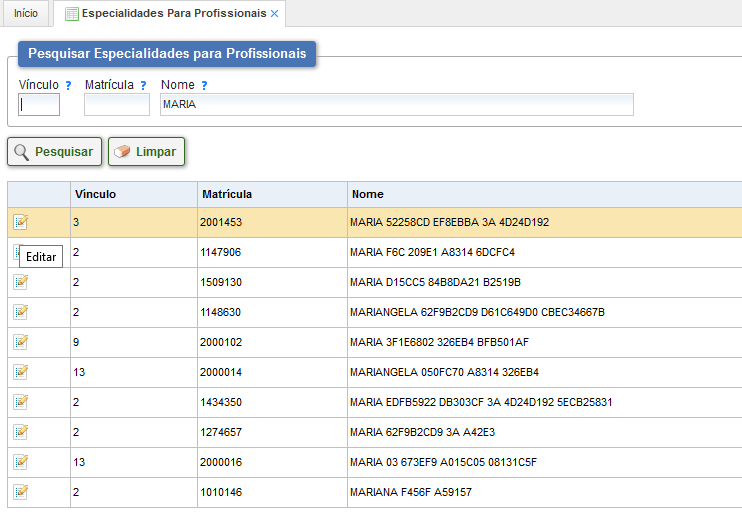 Início Especialidades Para Profissionais
Pesquisar Especialidades para Profissionais
Vínculo ? Matrícula ? Nome ?
MARIA
Pesquisar Limpar
Vínculo Matrícula Nome
3 2001453 MARIA 52258CD EF8EBBA 3A 4D24D192
2 1147906 MARIA F6C 209E1 A8314 6DCFC4
Editar
2 1509130 MARIA D15CC5 84B8DA21 B2519B
2 1148630 MARIANGELA 62F9B2CD9 D61C649D0 CBEC34667B
9 2000102 MARIA 3F1E6802 326EB4 BFB501AF
13 2000014 MARIANGELA 050FC70 A8314 326EB4
2 1434350 MARIA EDFB5922 DB303CF 3A 4D24D192 5ECB25831
2 1274657 MARIA 62F9B2CD9 3A A42E3
13 2000016 MARIA 03 673EF9 A015C05 08131C5F
2 1010146 MARIANA F456F A59157